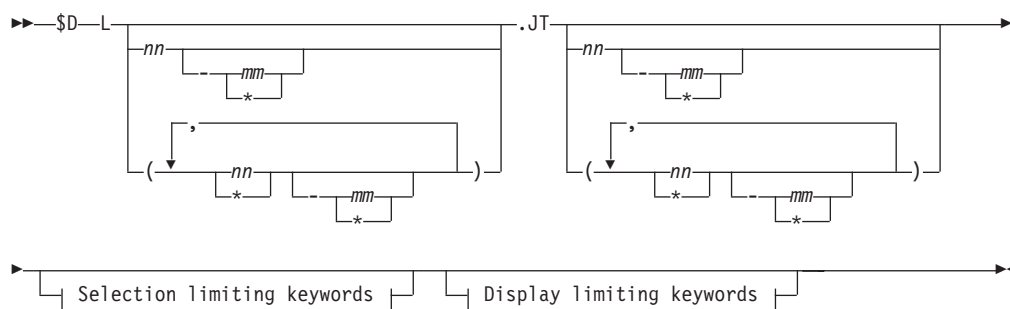 $D L .JT
nn nn
- mm - mm
* *
, ,
( nn - mm ) ( nn - mm )
* * * *
Selection limiting keywords Display limiting keywords